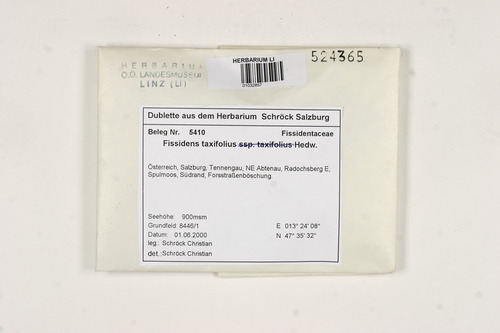 HERBARIUM
O.Ö. LANDESMUSEUM
LINZ (LI)
HERBARIUM LI
01032857
524365
Dublette aus dem Herbarium Schröck Salzburg
Beleg Nr. 5410 Fissidentaceae
Fissidens taxifolius ssp. taxifolius Hedw.
Österreich, Salzburg, Tennengau, NE Abtenau, Radochsberg E,
Spulmoos, Südrand, Forsstraßenböschung.
Seehöhe: 900msm
Grundfeld: 8446/1 E 013° 24' 08"
Datum: 01.06.2000 N 47° 35' 32"
leg.: Schröck Christian
det.: Schröck Christian